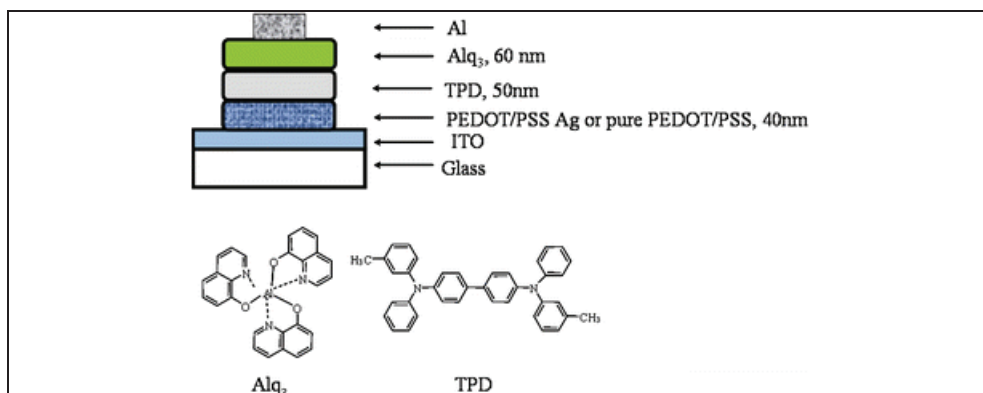 Al
Alq₃, 60 nm
TPD, 50nm
PEDOT/PSS Ag or pure PEDOT/PSS, 40nm
ITO
Glass
H₃C
N
N
CH₃
O
N
N
Al
O
O
N
Alq₃ TPD